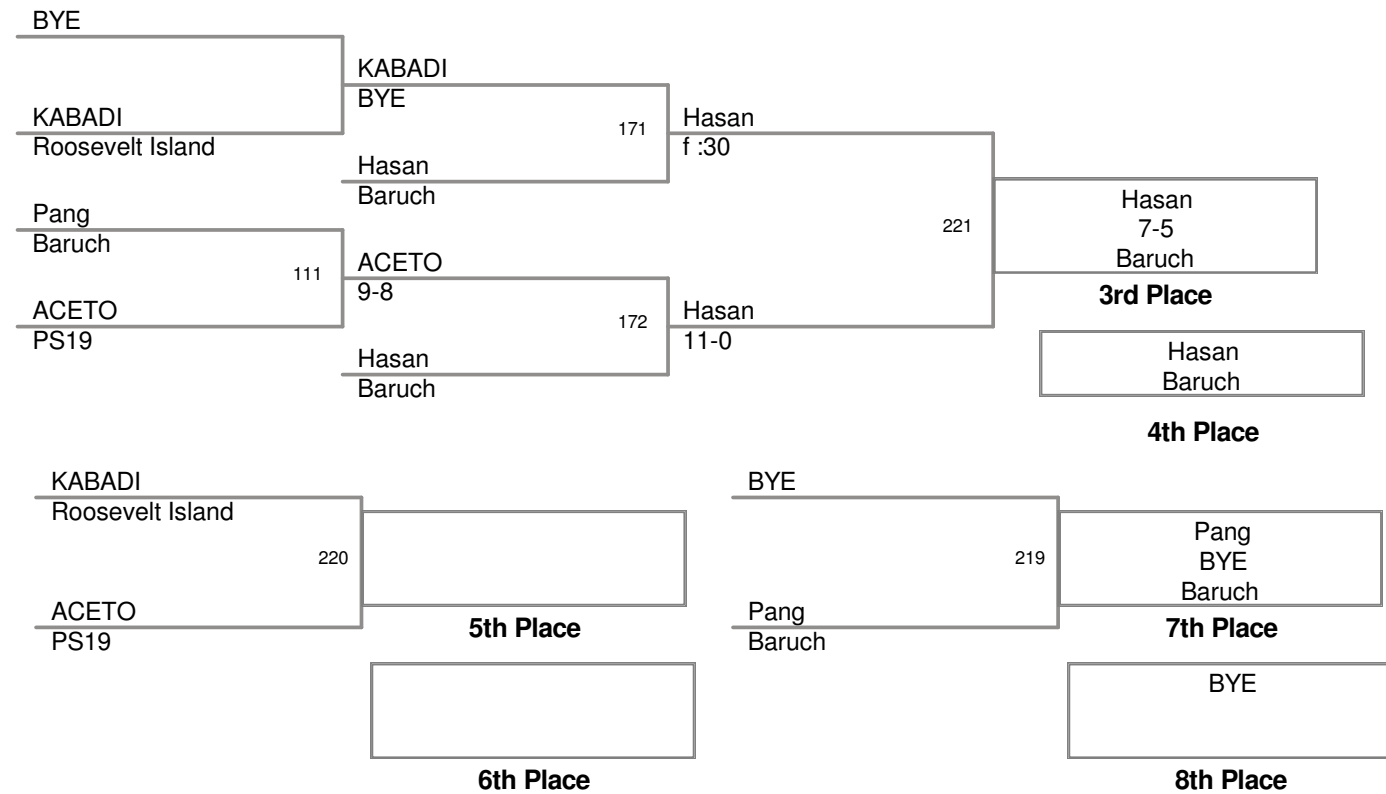 BYE
KABADI
BYE
KABADI
Roosevelt Island
171
Hasan
f :30
Hasan
Baruch
Pang
Baruch
111
ACETO
9-8
ACETO
PS19
172
Hasan
11-0
Hasan
Baruch
221
Hasan
7-5
Baruch
3rd Place
Hasan
Baruch
4th Place
KABADI
Roosevelt Island
220
ACETO
PS19
5th Place
6th Place
BYE
219
Pang
Baruch
Pang
BYE
Baruch
7th Place
BYE
8th Place